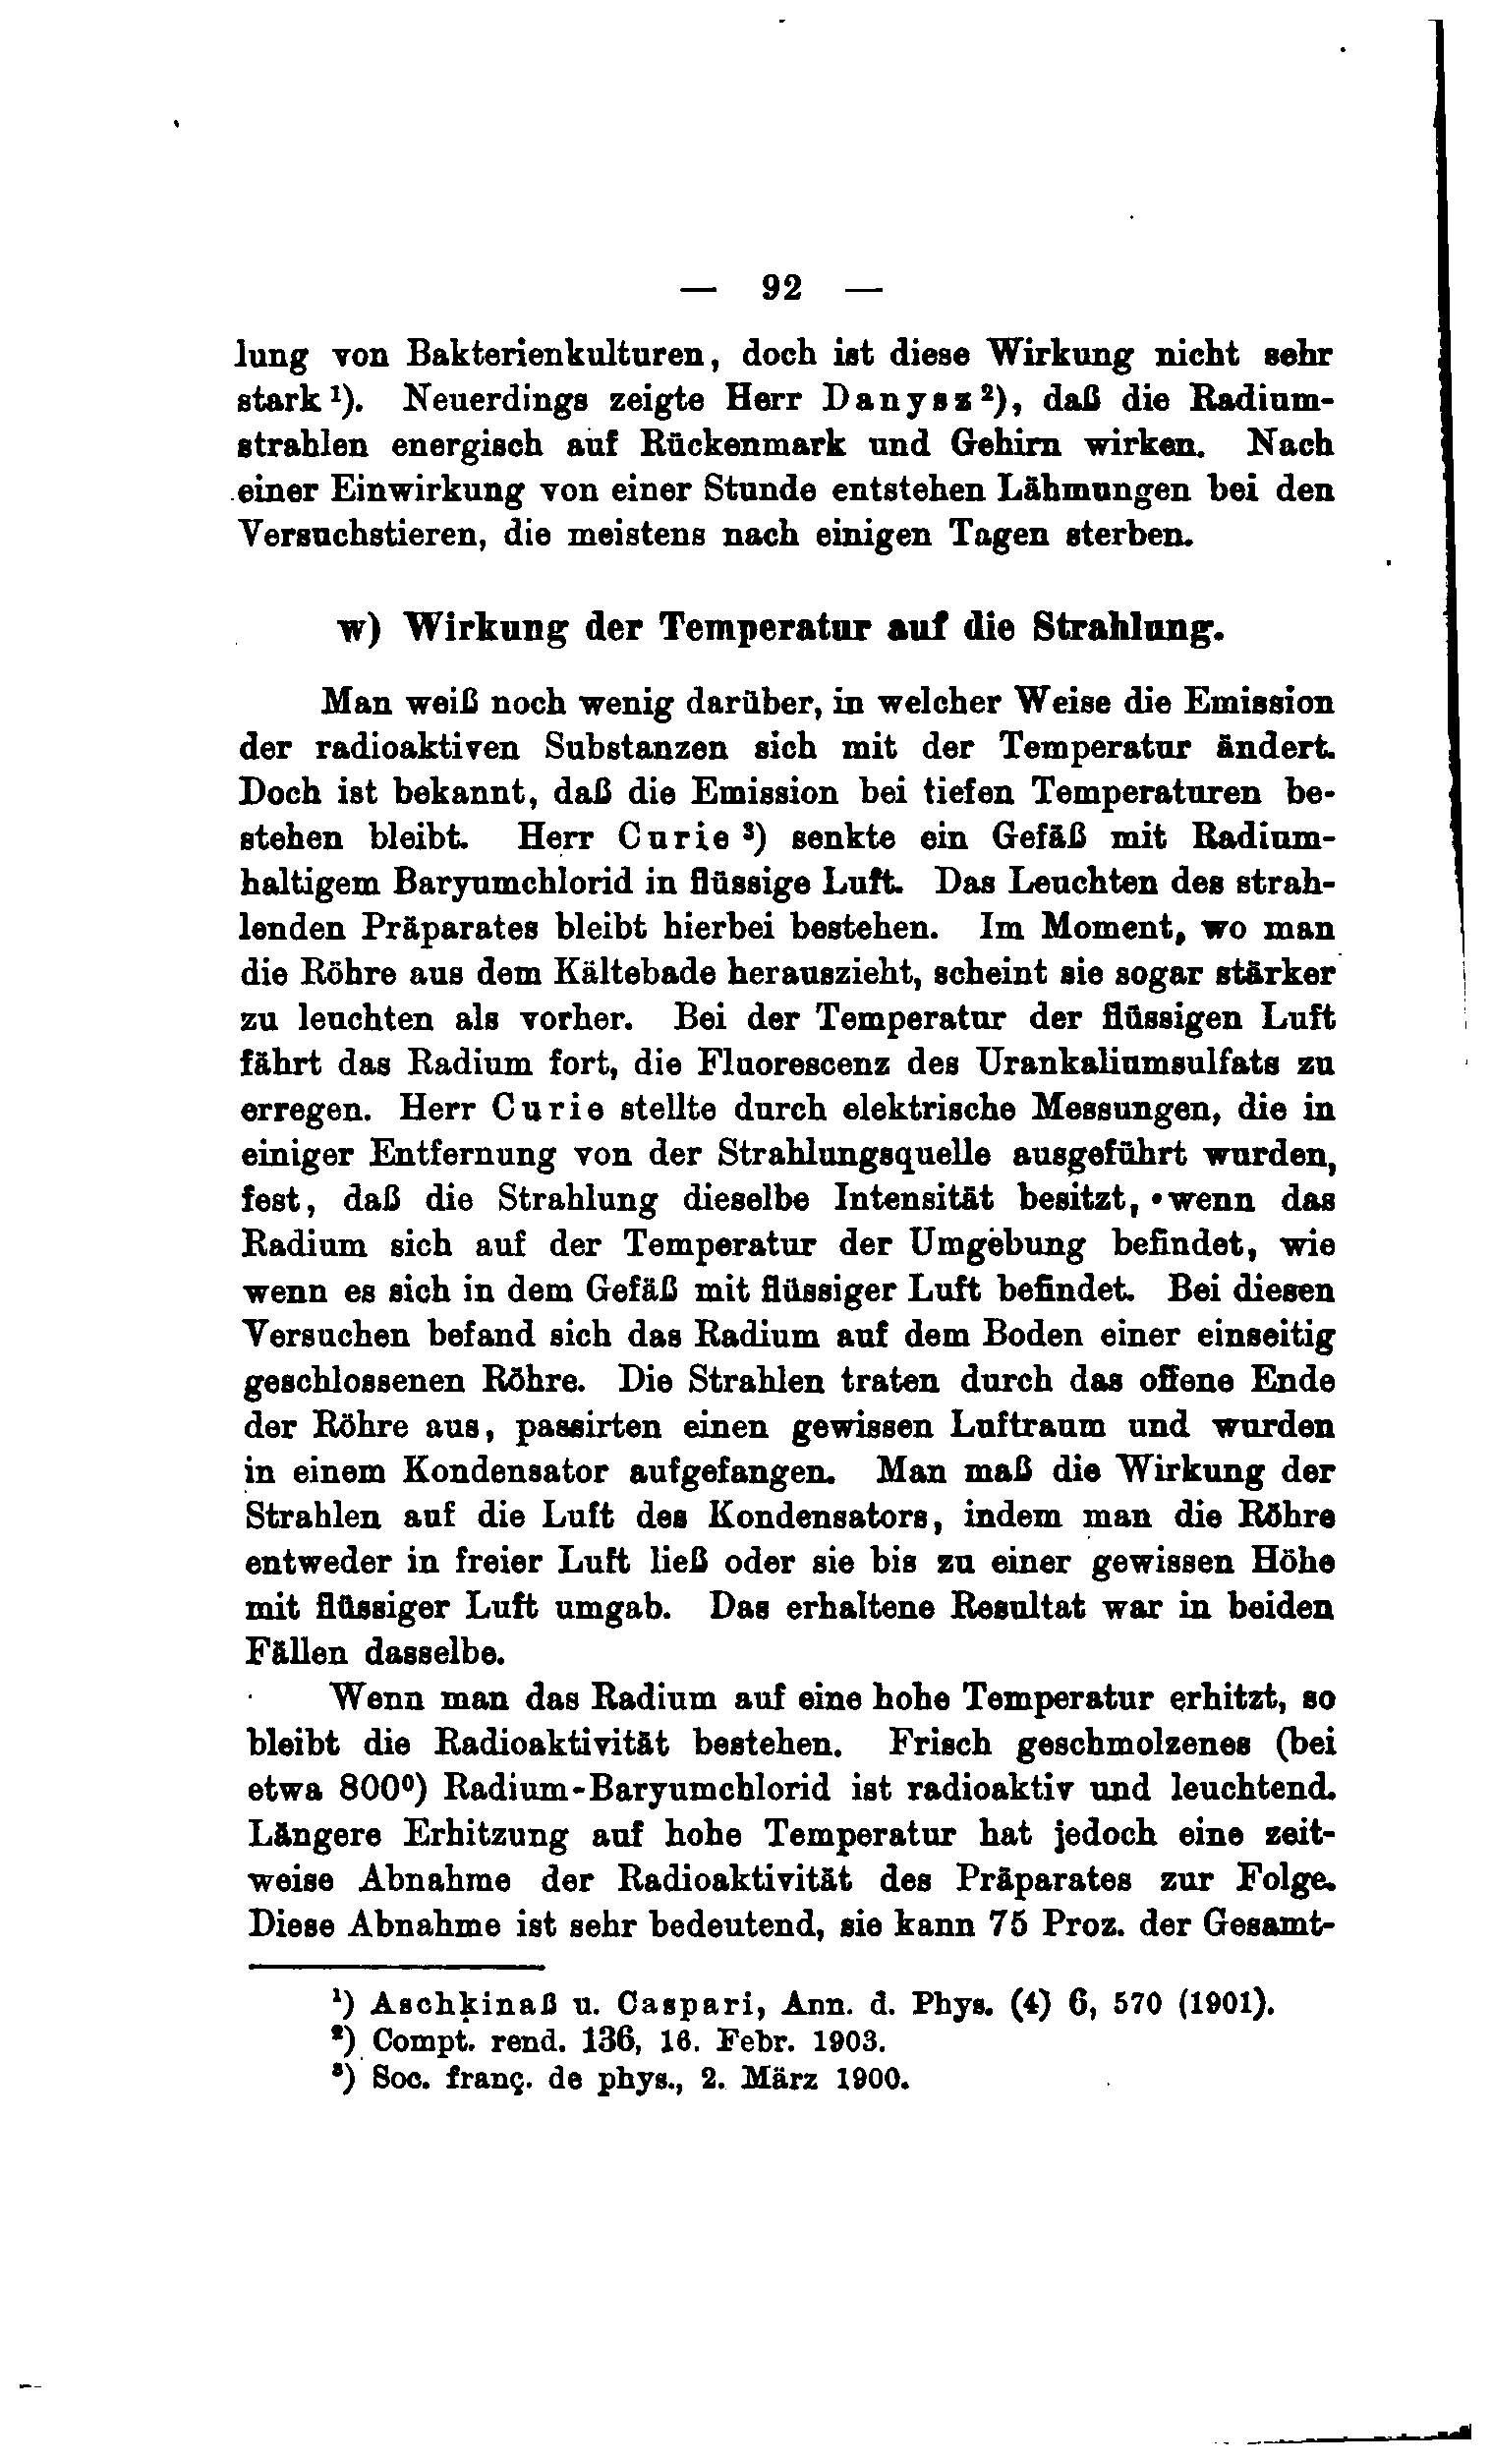 — 92 —
lung von Bakterienkulturen, doch ist diese Wirkung nicht sehr
stark ¹). Neuerdings zeigte Herr Danysz ²), daß die Radium-
strahlen energisch auf Rückenmark und Gehirn wirken. Nach
einer Einwirkung von einer Stunde entstehen Lähmungen bei den
Versuchstieren, die meistens nach einigen Tagen sterben.
w) Wirkung der Temperatur auf die Strahlung.
Man weiß noch wenig darüber, in welcher Weise die Emission
der radioaktiven Substanzen sich mit der Temperatur ändert.
Doch ist bekannt, daß die Emission bei tiefen Temperaturen be-
stehen bleibt. Herr Curie ³) senkte ein Gefäß mit Radium-
haltigem Baryumchlorid in flüssige Luft. Das Leuchten des strah-
lenden Präparates bleibt hierbei bestehen. Im Moment, wo man
die Röhre aus dem Kältebade herauszieht, scheint sie sogar stärker
zu leuchten als vorher. Bei der Temperatur der flüssigen Luft
fährt das Radium fort, die Fluorescenz des Urankaliumsulfats zu
erregen. Herr Curie stellte durch elektrische Messungen, die in
einiger Entfernung von der Strahlungsquelle ausgeführt wurden,
fest, daß die Strahlung dieselbe Intensität besitzt, wenn das
Radium sich auf der Temperatur der Umgebung befindet, wie
wenn es sich in dem Gefäß mit flüssiger Luft befindet. Bei diesen
Versuchen befand sich das Radium auf dem Boden einer einseitig
geschlossenen Röhre. Die Strahlen traten durch das offene Ende
der Röhre aus, passirten einen gewissen Luftraum und wurden
in einem Kondensator aufgefangen. Man maß die Wirkung der
Strahlen auf die Luft des Kondensators, indem man die Röhre
entweder in freier Luft ließ oder sie bis zu einer gewissen Höhe
mit flüssiger Luft umgab. Das erhaltene Resultat war in beiden
Fällen dasselbe.
Wenn man das Radium auf eine hohe Temperatur erhitzt, so
bleibt die Radioaktivität bestehen. Frisch geschmolzenes (bei
etwa 800⁰) Radium-Baryumchlorid ist radioaktiv und leuchtend.
Längere Erhitzung auf hohe Temperatur hat jedoch eine zeit-
weise Abnahme der Radioaktivität des Präparates zur Folge.
Diese Abnahme ist sehr bedeutend, sie kann 75 Proz. der Gesamt-
¹) Aschkinaß u. Caspari, Ann. d. Phys. (4) 6, 570 (1901).
²) Compt. rend. 136, 16. Febr. 1903.
³) Soc. franç. de phys., 2. März 1900.